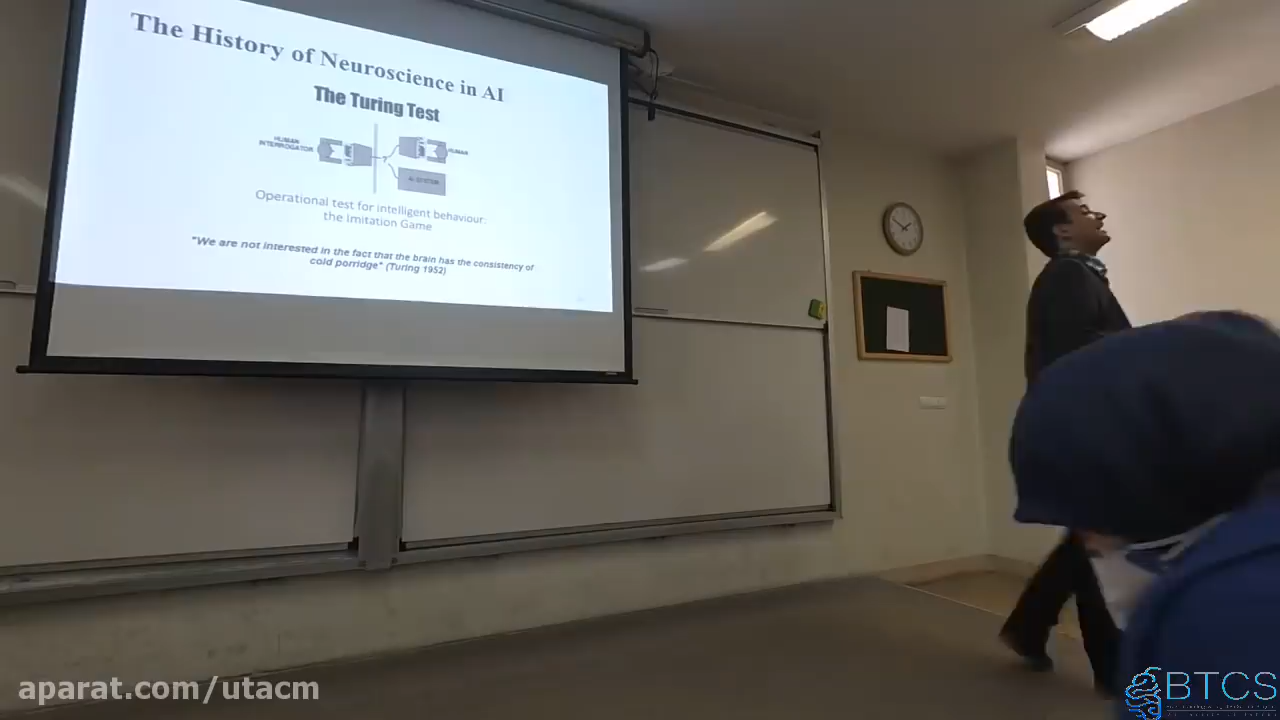 The History of Neuroscience in AI
The Turing Test
HUMAN
INTERROGATOR
HUMAN
AI SYSTEM
Operational test for intelligent behaviour:
the Imitation Game
"We are not interested in the fact that the brain has the consistency of
cold porridge" (Turing 1952)
aparat.com/utacm
BTCS